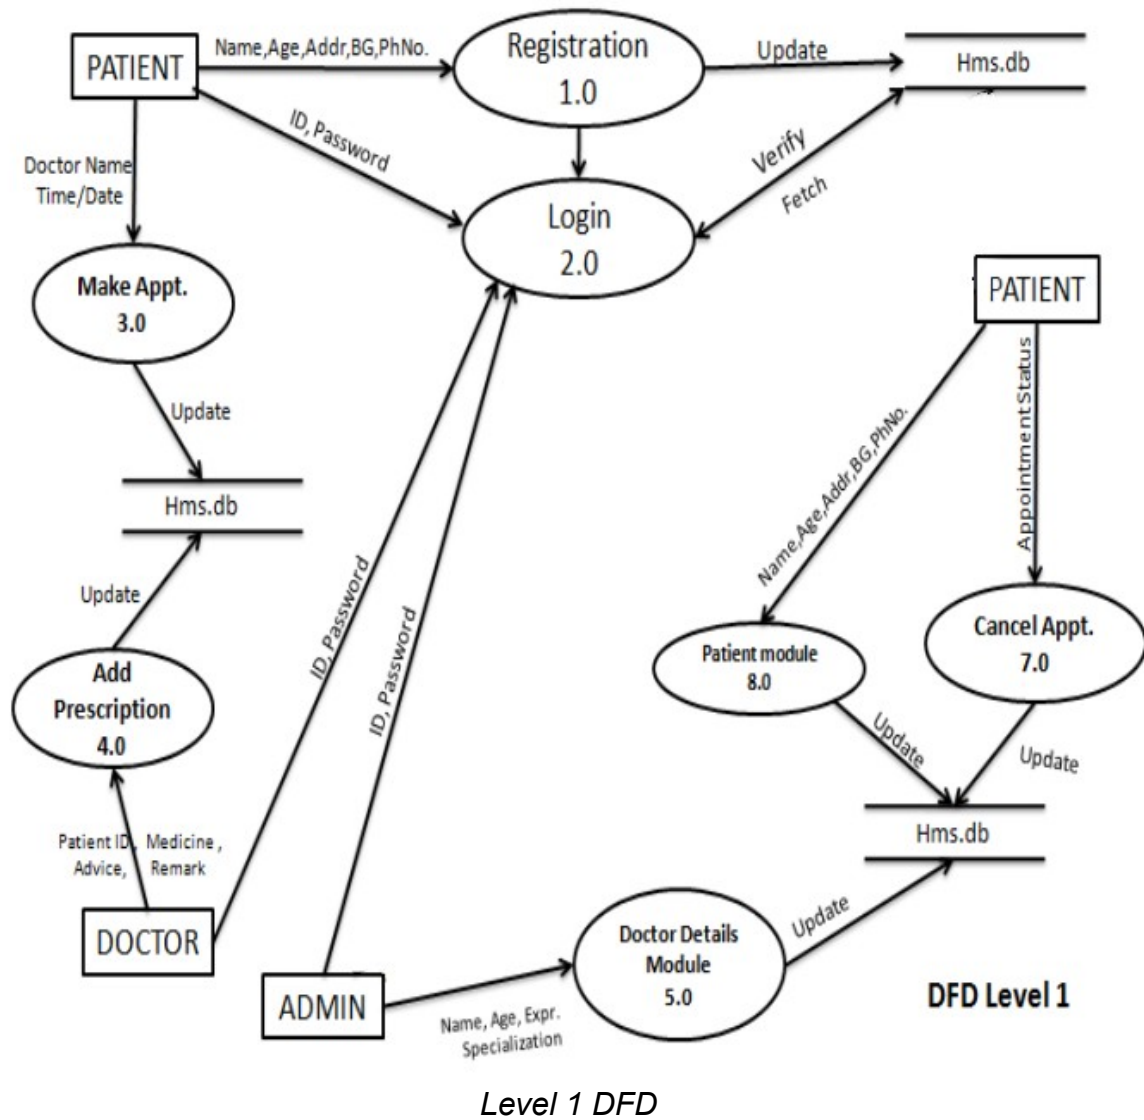 PATIENT
Name,Age,Addr,BG,PhNo.
Registration
1.0
Update
Hms.db
ID, Password
Doctor Name
Time/Date
Login
2.0
Verify
Fetch
Make Appt.
3.0
PATIENT
Update
Hms.db
Name,Age,Addr,BG,PhNo.
AppointmentStatus
Update
ID, Password
ID, Password
Add
Prescription
4.0
Patient module
8.0
Cancel Appt.
7.0
Update
Update
Hms.db
Patient ID, Medicine ,
Advice, Remark
DOCTOR
ADMIN
Name, Age, Expr.
Specialization
Doctor Details
Module
5.0
Update
DFD Level 1
Level 1 DFD